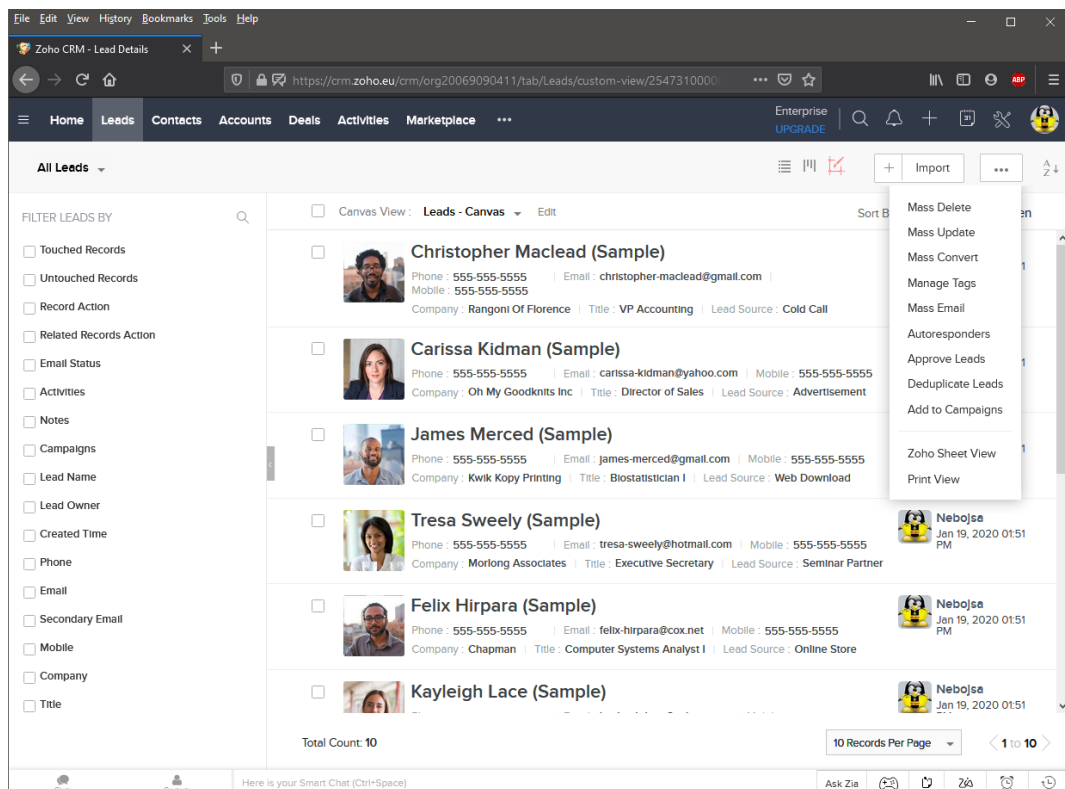 File Edit View History Bookmarks Tools Help
Zoho CRM - Lead Details
https://crm.zoho.eu/crm/org20069090411/tab/Leads/custom-view/25473100000
ABP
Home Leads Contacts Accounts Deals Activities Marketplace •••
Enterprise
UPGRADE
31
All Leads
Import
•••
A
Z
FILTER LEADS BY
Touched Records
Untouched Records
Record Action
Related Records Action
Email Status
Activities
Notes
Campaigns
Lead Name
Lead Owner
Created Time
Phone
Email
Secondary Email
Mobile
Company
Title
Canvas View : Leads - Canvas Edit
Sort B
en
Christopher Maclead (Sample)
Phone : 555-555-5555 Email : christopher-maclead@gmail.com
Mobile : 555-555-5555
Company : Rangoni Of Florence Title : VP Accounting Lead Source : Cold Call
1
Carissa Kidman (Sample)
Phone : 555-555-5555 Email : carissa-kidman@yahoo.com Mobile : 555-555-5555
Company : Oh My Goodknits Inc Title : Director of Sales Lead Source : Advertisement
1
James Merced (Sample)
Phone : 555-555-5555 Email : james-merced@gmail.com Mobile : 555-555-5555
Company : Kwik Kopy Printing Title : Biostatistician I Lead Source : Web Download
1
Tresa Sweely (Sample)
Phone : 555-555-5555 Email : tresa-sweely@hotmail.com Mobile : 555-555-5555
Company : Morlong Associates Title : Executive Secretary Lead Source : Seminar Partner
Nebojsa
Jan 19, 2020 01:51
PM
Felix Hirpara (Sample)
Phone : 555-555-5555 Email : felix-hirpara@cox.net Mobile : 555-555-5555
Company : Chapman Title : Computer Systems Analyst I Lead Source : Online Store
Nebojsa
Jan 19, 2020 01:51
PM
Kayleigh Lace (Sample)
Nebojsa
Jan 19, 2020 01:51
Mass Delete
Mass Update
Mass Convert
Manage Tags
Mass Email
Autoresponders
Approve Leads
Deduplicate Leads
Add to Campaigns
Zoho Sheet View
Print View
Total Count: 10
10 Records Per Page
1 to 10
Here is your Smart Chat (Ctrl+Space)
Ask Zia